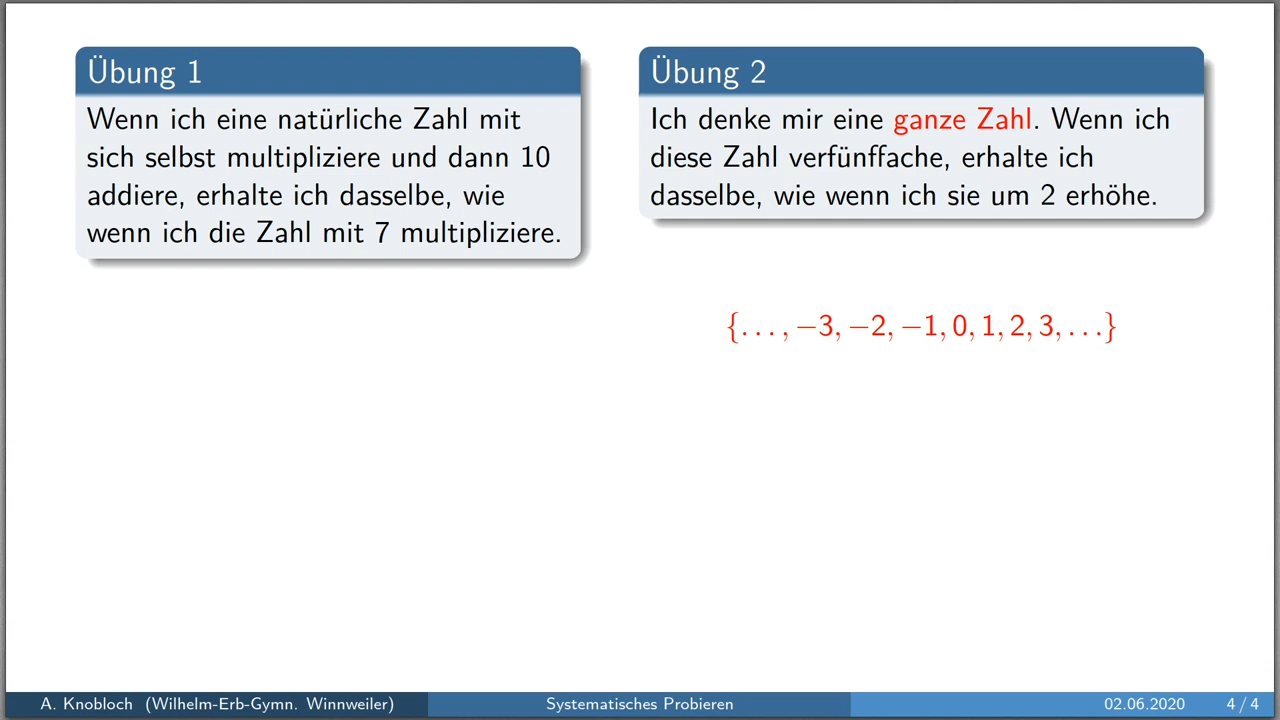 Übung 1
Wenn ich eine natürliche Zahl mit
sich selbst multipliziere und dann 10
addiere, erhalte ich dasselbe, wie
wenn ich die Zahl mit 7 multipliziere.
Übung 2
Ich denke mir eine ganze Zahl. Wenn ich
diese Zahl verfünffache, erhalte ich
dasselbe, wie wenn ich sie um 2 erhöhe.
{. . . , −3, −2, −1, 0, 1, 2, 3, . . .}
A. Knobloch (Wilhelm-Erb-Gymn. Winnweiler)
Systematisches Probieren
02.06.2020
4 / 4